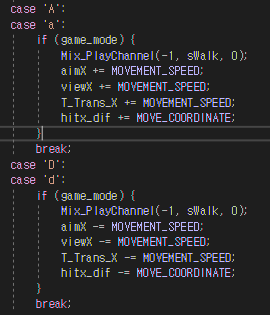 case 'A':
case 'a':
if (game_mode) {
Mix_PlayChannel(-1, sWalk, 0);
aimX += MOVEMENT_SPEED;
viewX += MOVEMENT_SPEED;
T_Trans_X += MOVEMENT_SPEED;
hitx_dif += MOVE_COORDINATE;
}
break;
case 'D':
case 'd':
if (game_mode) {
Mix_PlayChannel(-1, sWalk, 0);
aimX -= MOVEMENT_SPEED;
viewX -= MOVEMENT_SPEED;
T_Trans_X -= MOVEMENT_SPEED;
hitx_dif -= MOVE_COORDINATE;
}
break;